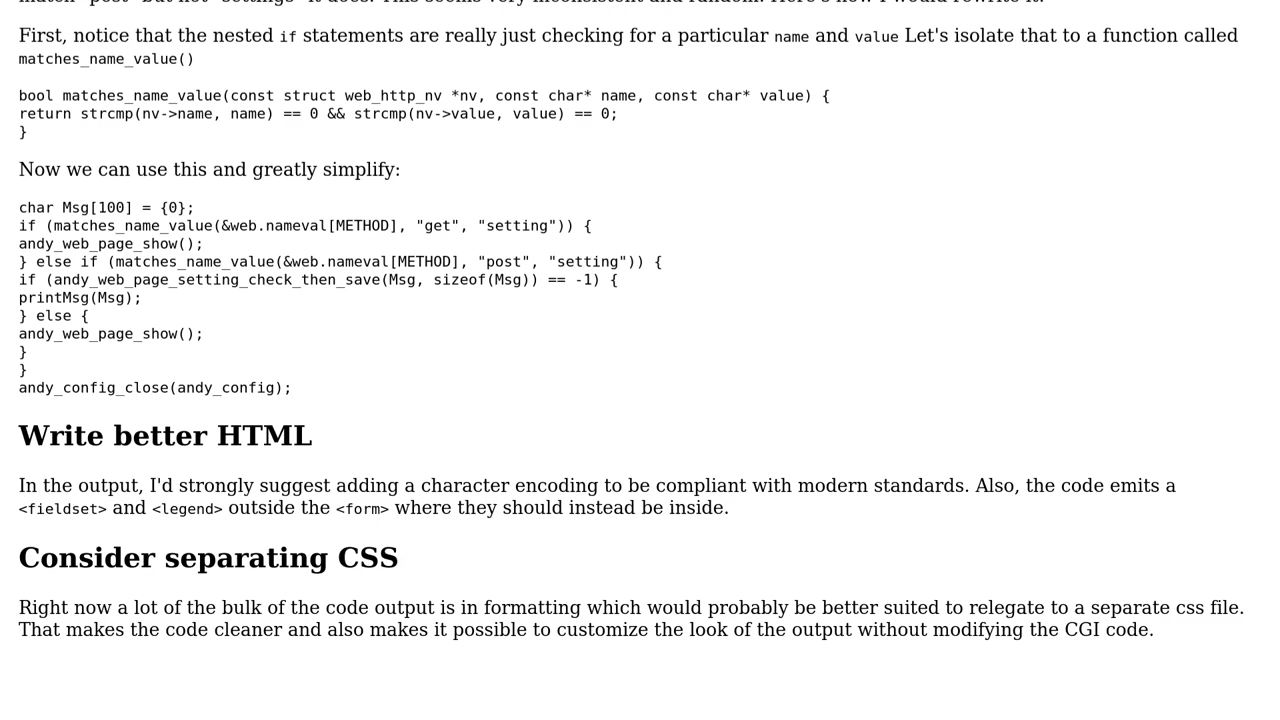 First, notice that the nested if statements are really just checking for a particular name and value Let's isolate that to a function called
matches_name_value()
bool matches_name_value(const struct web_http_nv *nv, const char* name, const char* value) {
return strcmp(nv->name, name) == 0 && strcmp(nv->value, value) == 0;
}
Now we can use this and greatly simplify:
char Msg[100] = {0};
if (matches_name_value(&web.nameval[METHOD], "get", "setting")) {
andy_web_page_show();
} else if (matches_name_value(&web.nameval[METHOD], "post", "setting")) {
if (andy_web_page_setting_check_then_save(Msg, sizeof(Msg)) == -1) {
printMsg(Msg);
} else {
andy_web_page_show();
}
}
andy_config_close(andy_config);
Write better HTML
In the output, I'd strongly suggest adding a character encoding to be compliant with modern standards. Also, the code emits a
<fieldset> and <legend> outside the <form> where they should instead be inside.
Consider separating CSS
Right now a lot of the bulk of the code output is in formatting which would probably be better suited to relegate to a separate css file.
That makes the code cleaner and also makes it possible to customize the look of the output without modifying the CGI code.